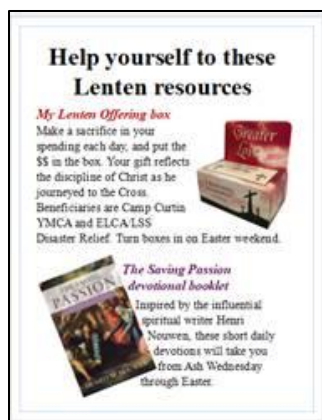 Help yourself to these
Lenten resources
My Lenten Offering box
Make a sacrifice in your
spending each day, and put the
$$ in the box. Your gift reflects
the discipline of Christ as he
journeyed to the Cross.
Beneficiaries are Camp Curtin
YMCA and ELCA/LSS
Disaster Relief. Turn boxes in on Easter weekend.
Greater
Love
The Saving Passion
devotional booklet
PASSION
Inspired by the influential
spiritual writer Henri
Nouwen, these short daily
devotions will take you
from Ash Wednesday
through Easter.